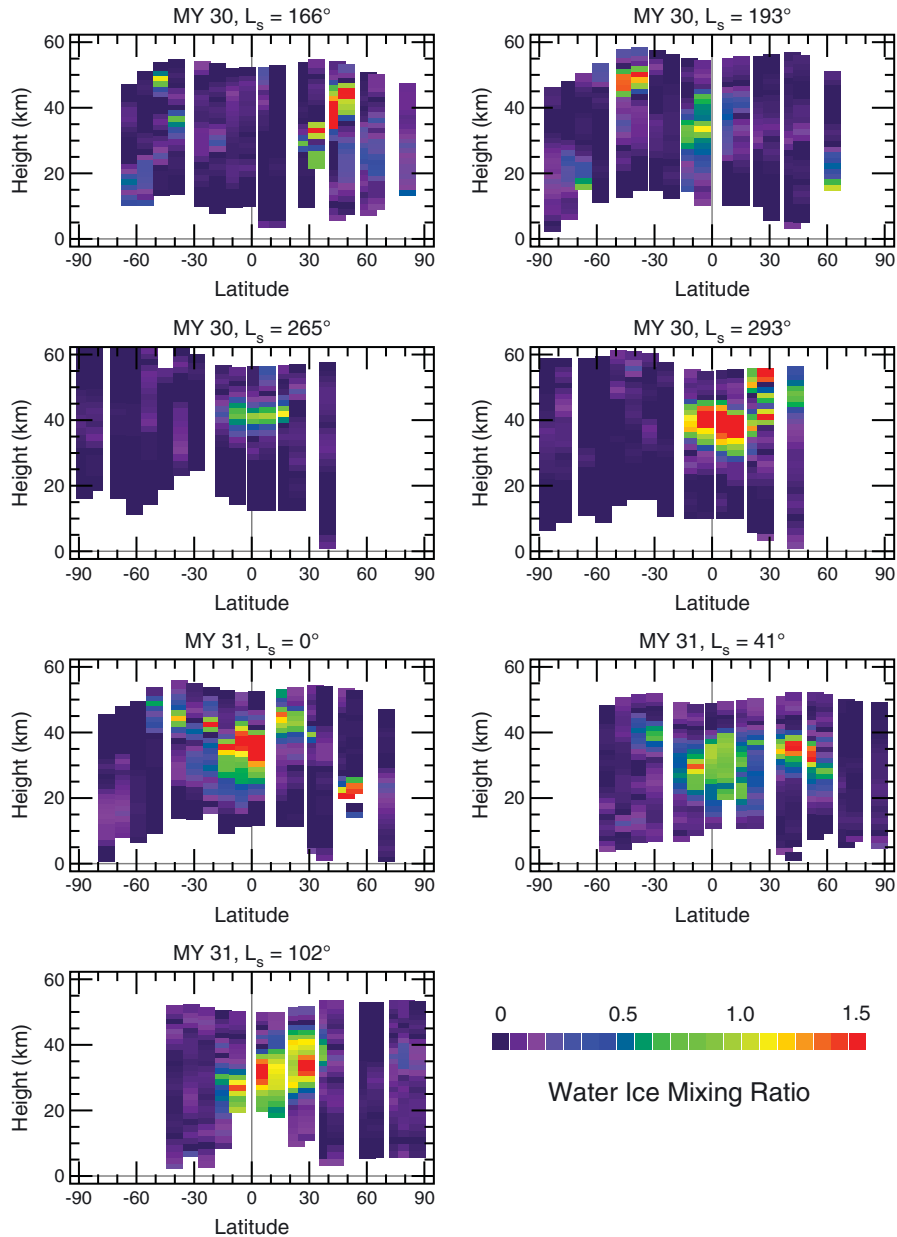 MY 30, Ls = 166°
60
40
20
0
Height (km)
-90 -60 -30 0 30 60 90
Latitude
MY 30, Ls = 193°
60
40
20
0
Height (km)
-90 -60 -30 0 30 60 90
Latitude
MY 30, Ls = 265°
60
40
20
0
Height (km)
-90 -60 -30 0 30 60 90
Latitude
MY 30, Ls = 293°
60
40
20
0
Height (km)
-90 -60 -30 0 30 60 90
Latitude
MY 31, Ls = 0°
60
40
20
0
Height (km)
-90 -60 -30 0 30 60 90
Latitude
MY 31, Ls = 41°
60
40
20
0
Height (km)
-90 -60 -30 0 30 60 90
Latitude
MY 31, Ls = 102°
60
40
20
0
Height (km)
-90 -60 -30 0 30 60 90
Latitude
0 0.5 1.0 1.5
Water Ice Mixing Ratio